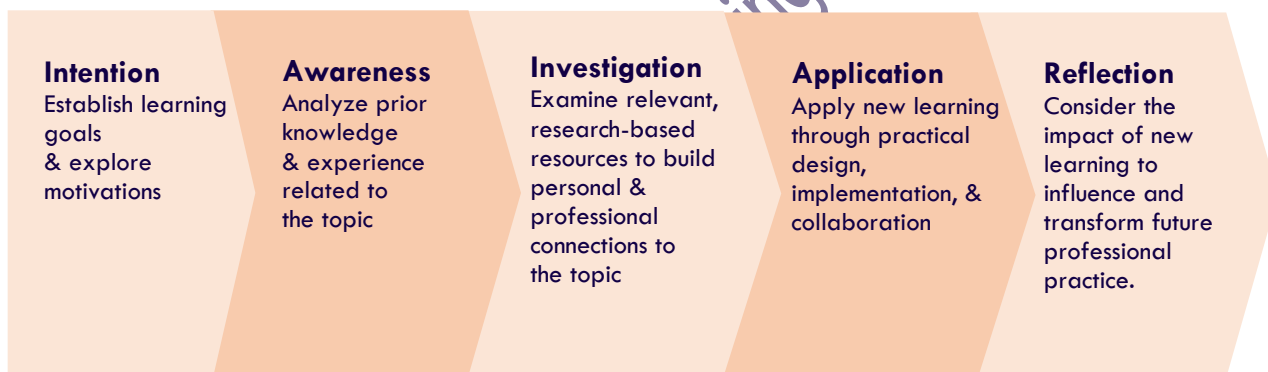 Intention
Establish learning
goals
& explore
motivations
Awareness
Analyze prior
knowledge
& experience
related to
the topic
Investigation
Examine relevant,
research-based
resources to build
personal &
professional
connections to
the topic
Application
Apply new learning
through practical
design,
implementation, &
collaboration
Reflection
Consider the
impact of new
learning to
influence and
transform future
professional
practice.